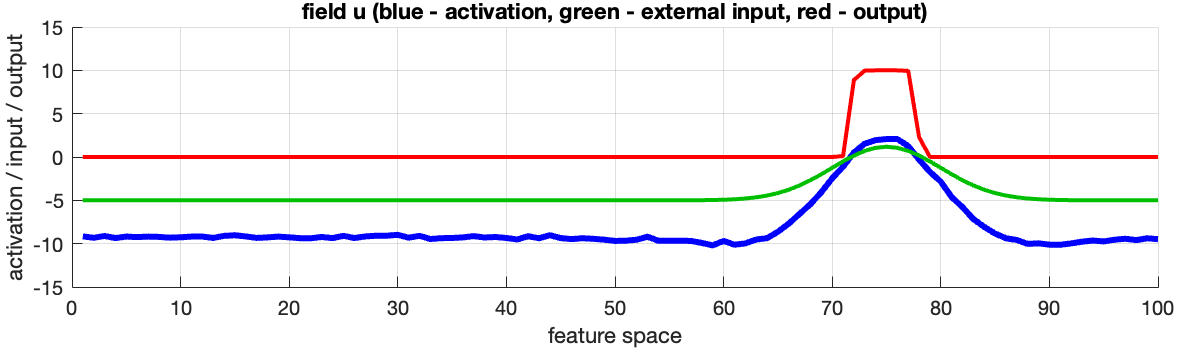 field u (blue - activation, green - external input, red - output)
activation / input / output
15
10
5
0
-5
-10
-15
0 10 20 30 40 50 60 70 80 90 100
feature space